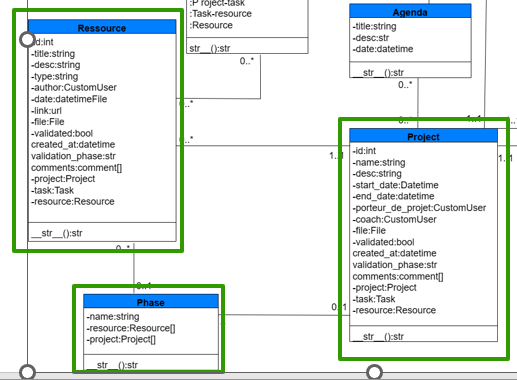 :P roject-task
:Task-resource
:Resource
str__():str
0..*
Agenda
-title:string
-desc:str
-date:datetime
__str__():str
0..*
Ressource
-id:int
-title:string
-desc:string
-type:string
-author:CustomUser
-date:datetimeFile
-link:url
-file:File
-validated:bool
created_at:datetime
validation_phase:str
comments:comment[]
-project:Project
-task:Task
-resource:Resource
__str__():str
0..*
0..*
0..*
0..
1..1
1..1
1..1
Project
-id:int
-name:string
-desc:string
-start_date:Datetime
-end_date:datetime
-porteur_de_projet:CustomUser
-coach:CustomUser
-file:File
-validated:bool
created_at:datetime
validation_phase:str
comments:comment[]
-project:Project
-task:Task
-resource:Resource
__str__():str
0..1
0..1
Phase
-name:string
-resource:Resource[]
-project:Project[]
__str__():str